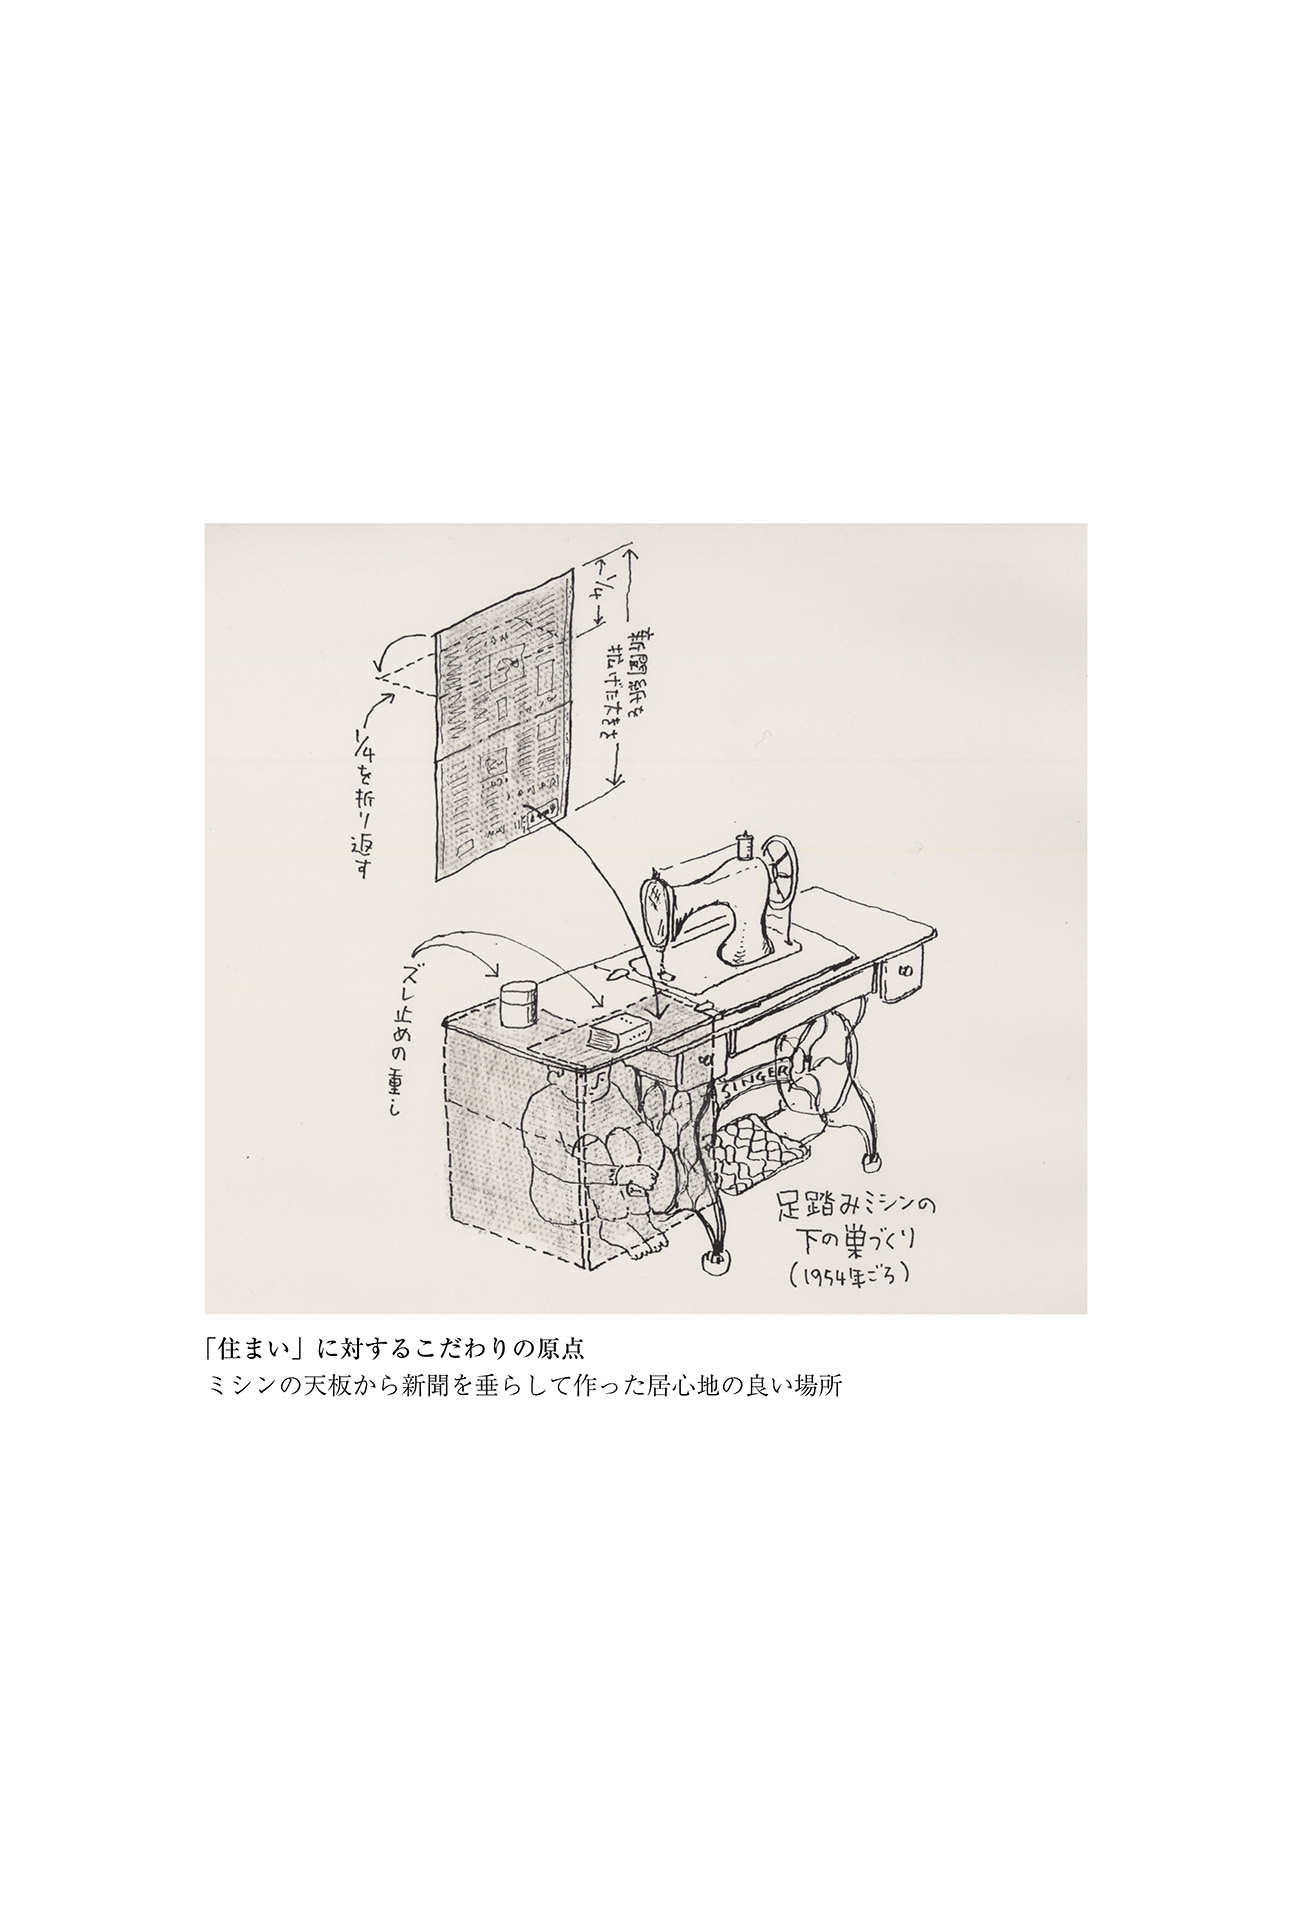 1/4
新聞紙を
拡げた大きさ
1/4を折り返す
ズレ止めの重し
SINGER
足踏みミシンの
下の巣づくり
(1954年ごろ)
「住まい」に対するこだわりの原点
ミシンの天板から新聞を垂らして作った居心地の良い場所